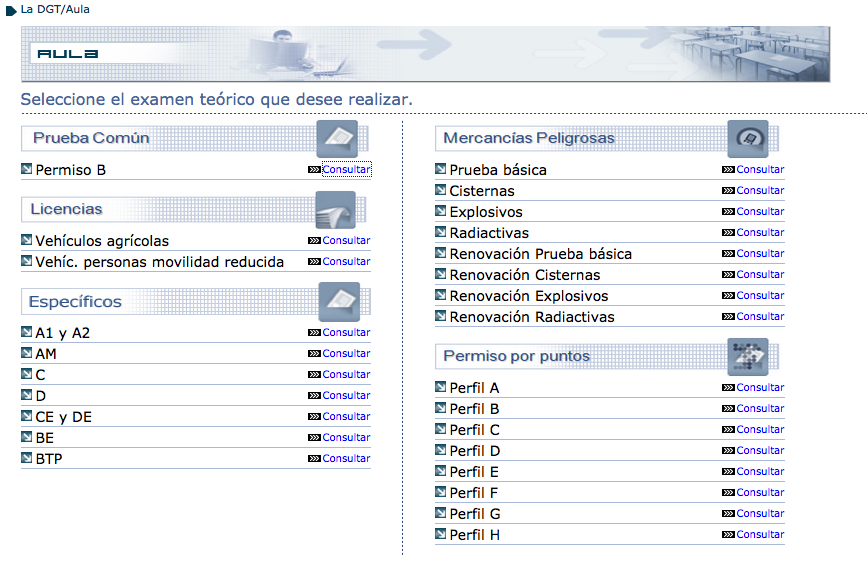 La DGT/Aula
AULA
Seleccione el examen teórico que desee realizar.
Prueba Común
Permiso B Consultar
Licencias
Vehículos agrícolas Consultar
Vehíc. personas movilidad reducida Consultar
Específicos
A1 y A2 Consultar
AM Consultar
C Consultar
D Consultar
CE y DE Consultar
BE Consultar
BTP Consultar
Mercancías Peligrosas
Prueba básica Consultar
Cisternas Consultar
Explosivos Consultar
Radiactivas Consultar
Renovación Prueba básica Consultar
Renovación Cisternas Consultar
Renovación Explosivos Consultar
Renovación Radiactivas Consultar
Permiso por puntos
Perfil A Consultar
Perfil B Consultar
Perfil C Consultar
Perfil D Consultar
Perfil E Consultar
Perfil F Consultar
Perfil G Consultar
Perfil H Consultar